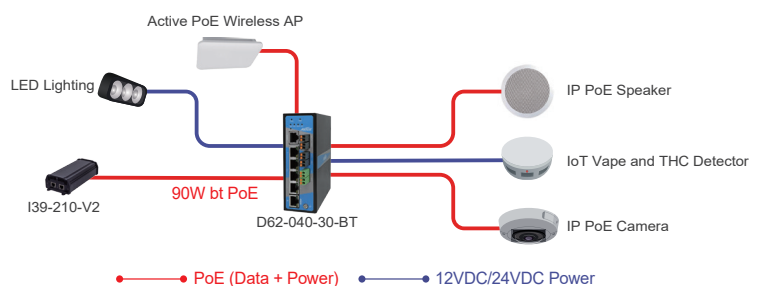 Active PoE Wireless AP
LED Lighting
IP PoE Speaker
IoT Vape and THC Detector
90W bt PoE
I39-210-V2
D62-040-30-BT
IP PoE Camera
PoE (Data + Power)
12VDC/24VDC Power